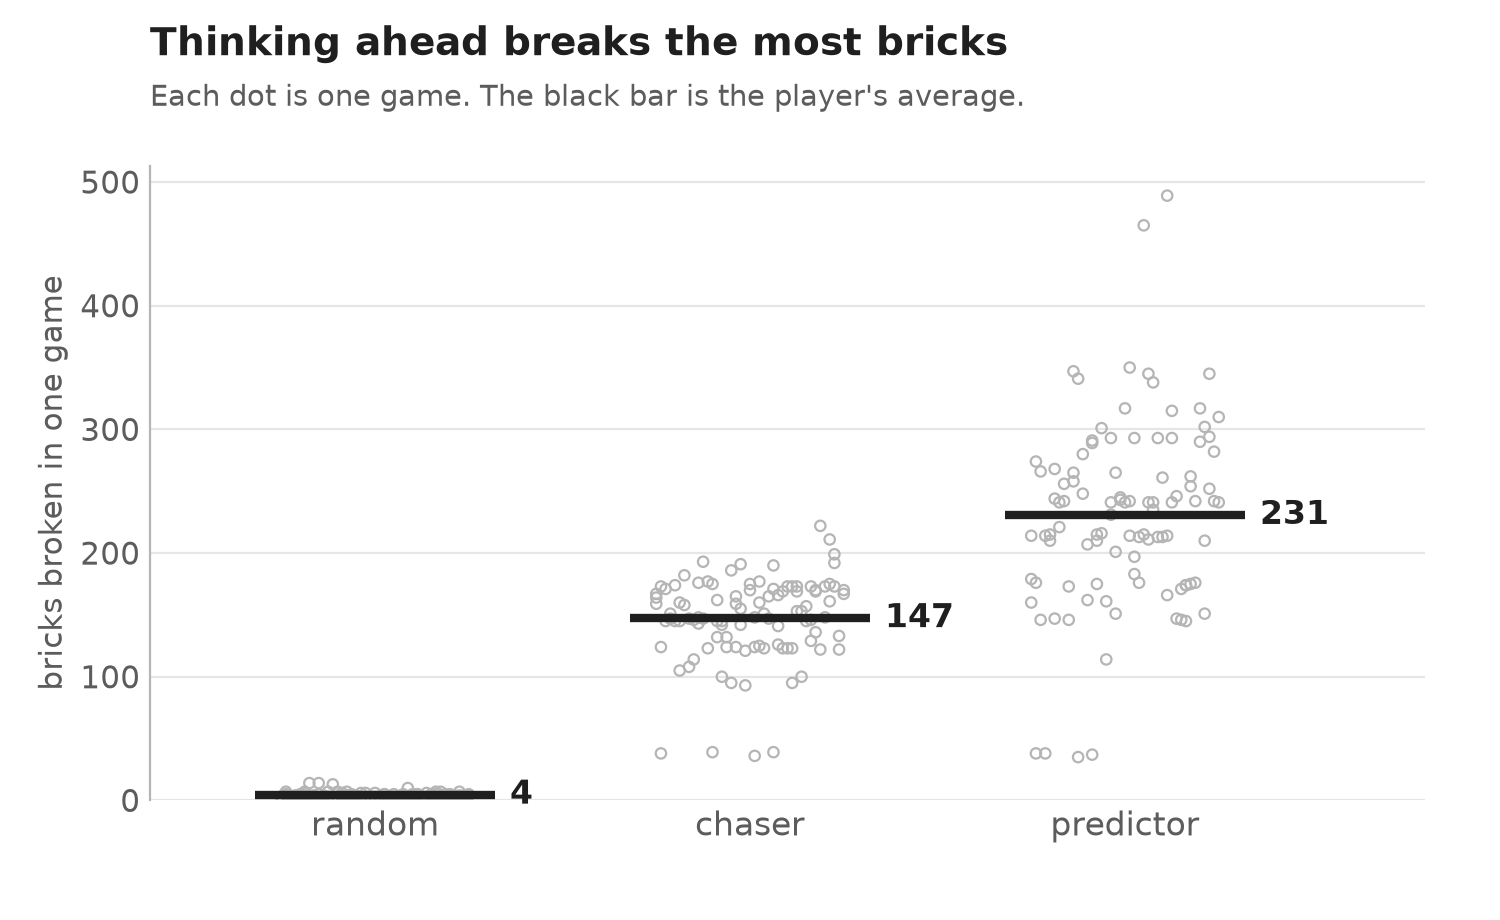 Thinking ahead breaks the most bricks
Each dot is one game. The black bar is the player's average.
bricks broken in one game
500
400
300
200
100
0
4
147
231
random
chaser
predictor